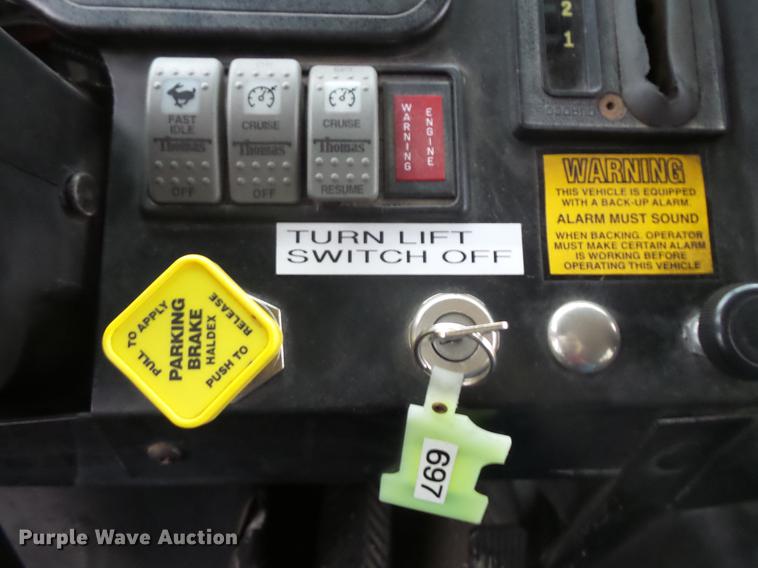 2
1
FAST
IDLE
Thomas
OFF
CRUISE
Thomas
OFF
CRUISE
Thomas
RESUME
WARNING
ENGINE
TURN LIFT
SWITCH OFF
WARNING
THIS VEHICLE IS EQUIPPED
WITH A BACK-UP ALARM.
ALARM MUST SOUND
WHEN BACKING. OPERATOR
MUST MAKE CERTAIN ALARM
IS WORKING BEFORE
OPERATING THIS VEHICLE
PULL TO APPLY
PARKING
BRAKE
HALDEX
PUSH TO RELEASE
697
Purple Wave Auction